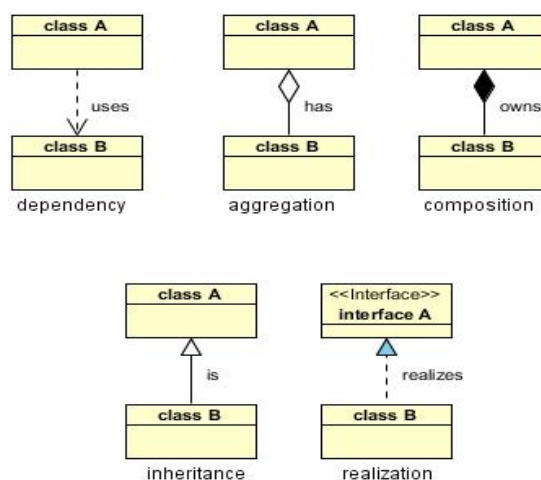 class A
uses
class B
dependency
class A
has
class B
aggregation
class A
owns
class B
composition
class A
is
class B
inheritance
<<Interface>>
interface A
realizes
class B
realization